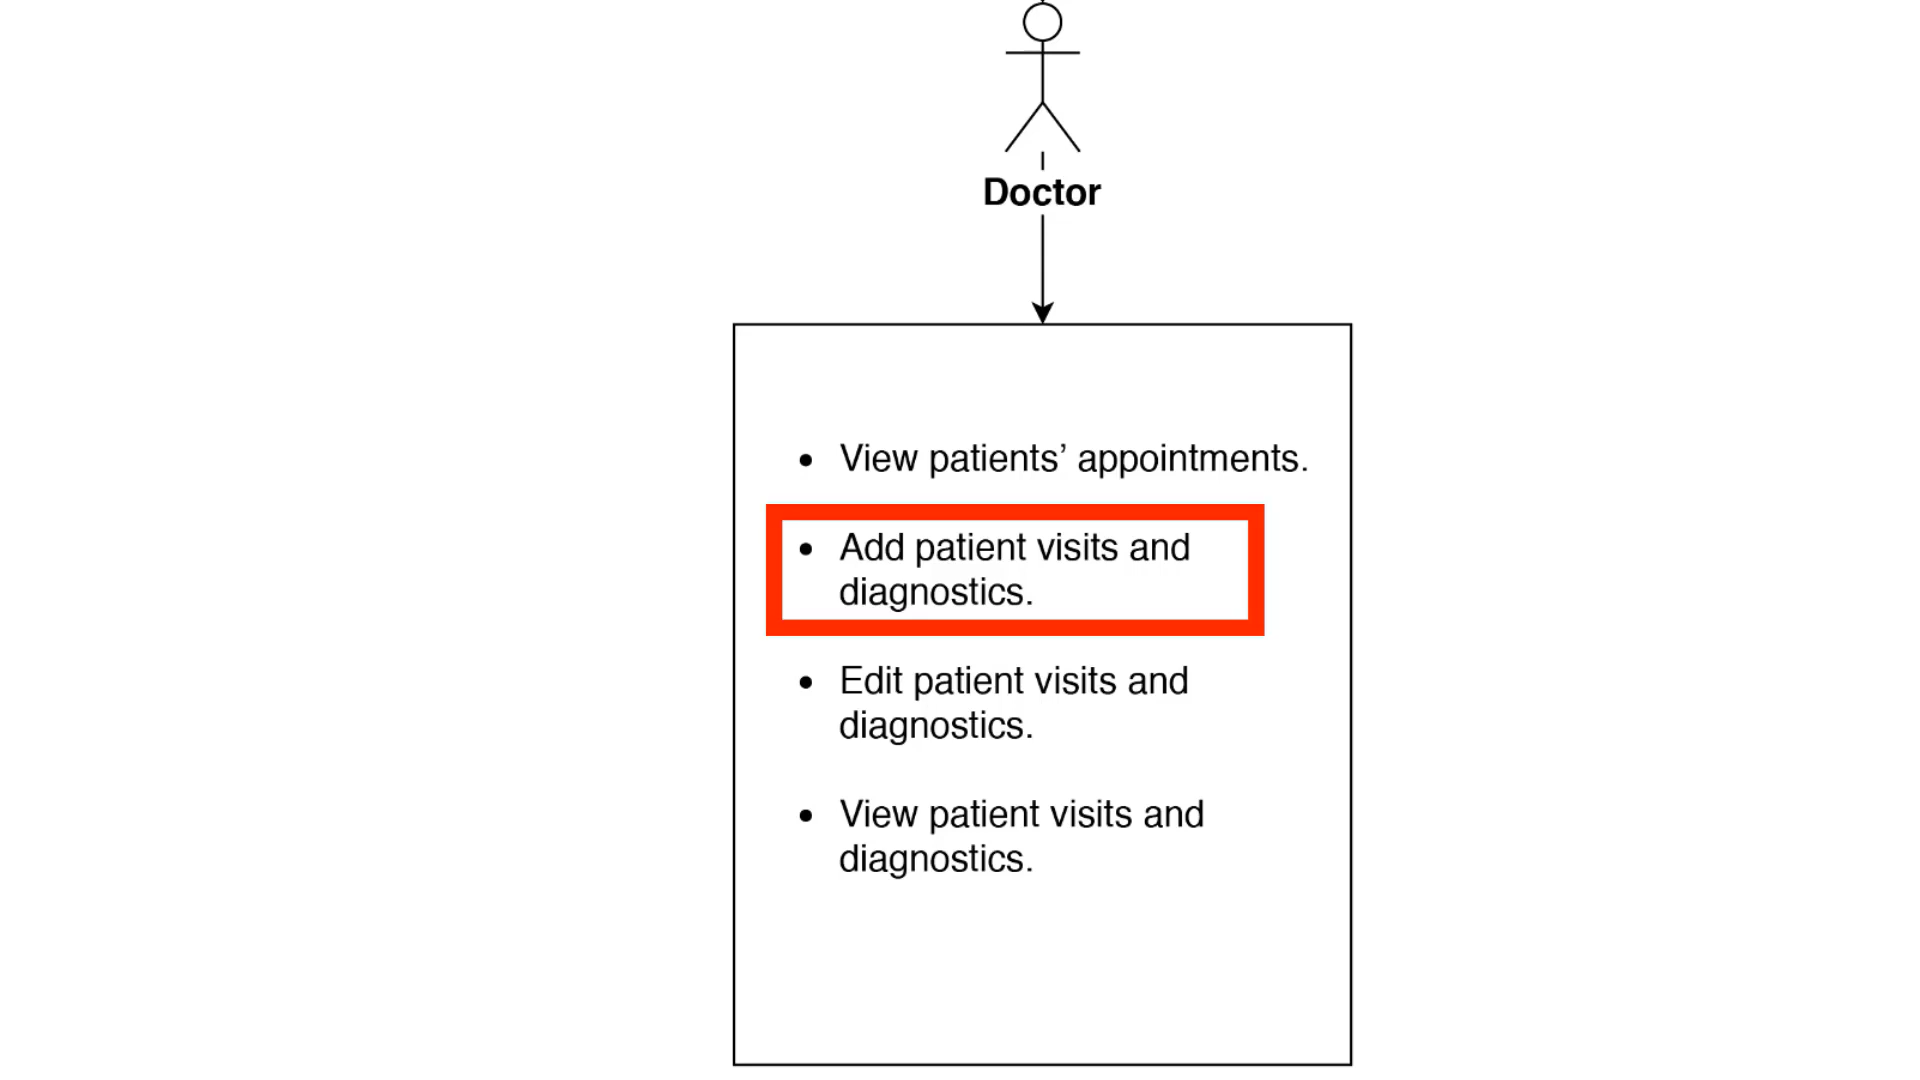 Doctor
• View patients’ appointments.
• Add patient visits and
diagnostics.
• Edit patient visits and
diagnostics.
• View patient visits and
diagnostics.